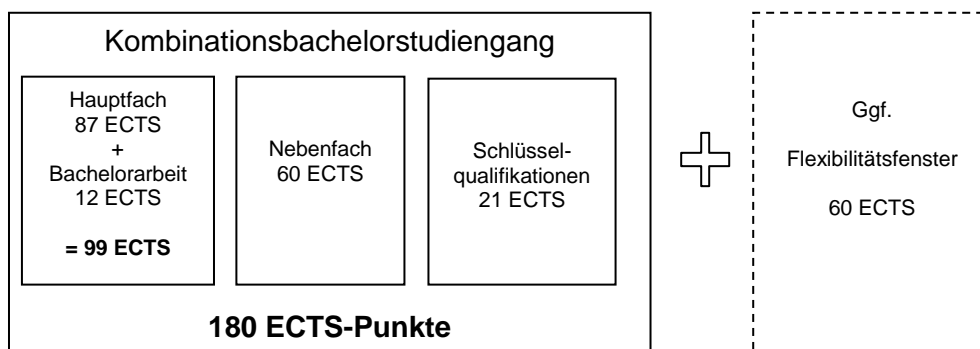 Kombinationsbachelorstudiengang
Hauptfach
87 ECTS
+
Bachelorarbeit
12 ECTS
= 99 ECTS
Nebenfach
60 ECTS
Schlüssel-
qualifikationen
21 ECTS
180 ECTS-Punkte
Ggf.
Flexibilitätsfenster
60 ECTS